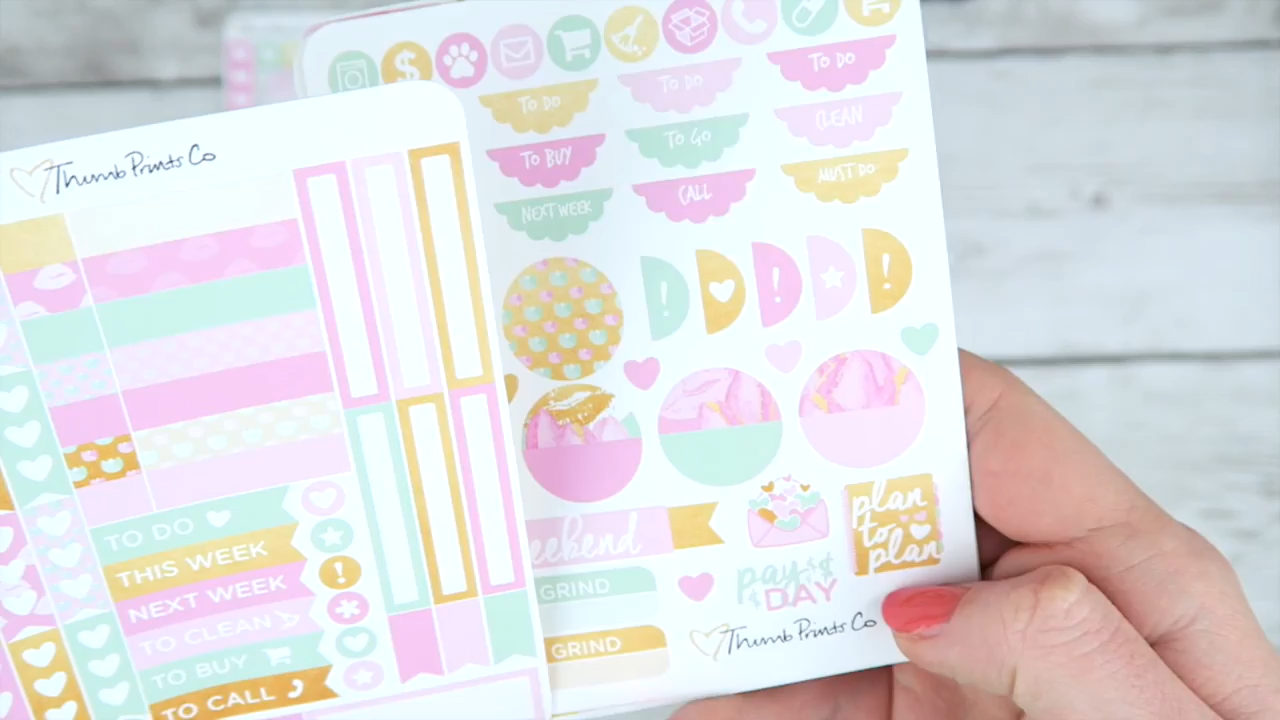 Thumb Prints Co
TO DO
THIS WEEK
NEXT WEEK
TO CLEAN
TO BUY
TO CALL
$
TO DO
TO DO
TO DO
TO BUY
TO GO
CLEAN
NEXT WEEK
CALL
MUST DO
!
!
!
!
eekend
GRIND
GRIND
pay
DAY
plan
to
plan
Thumb Prints Co